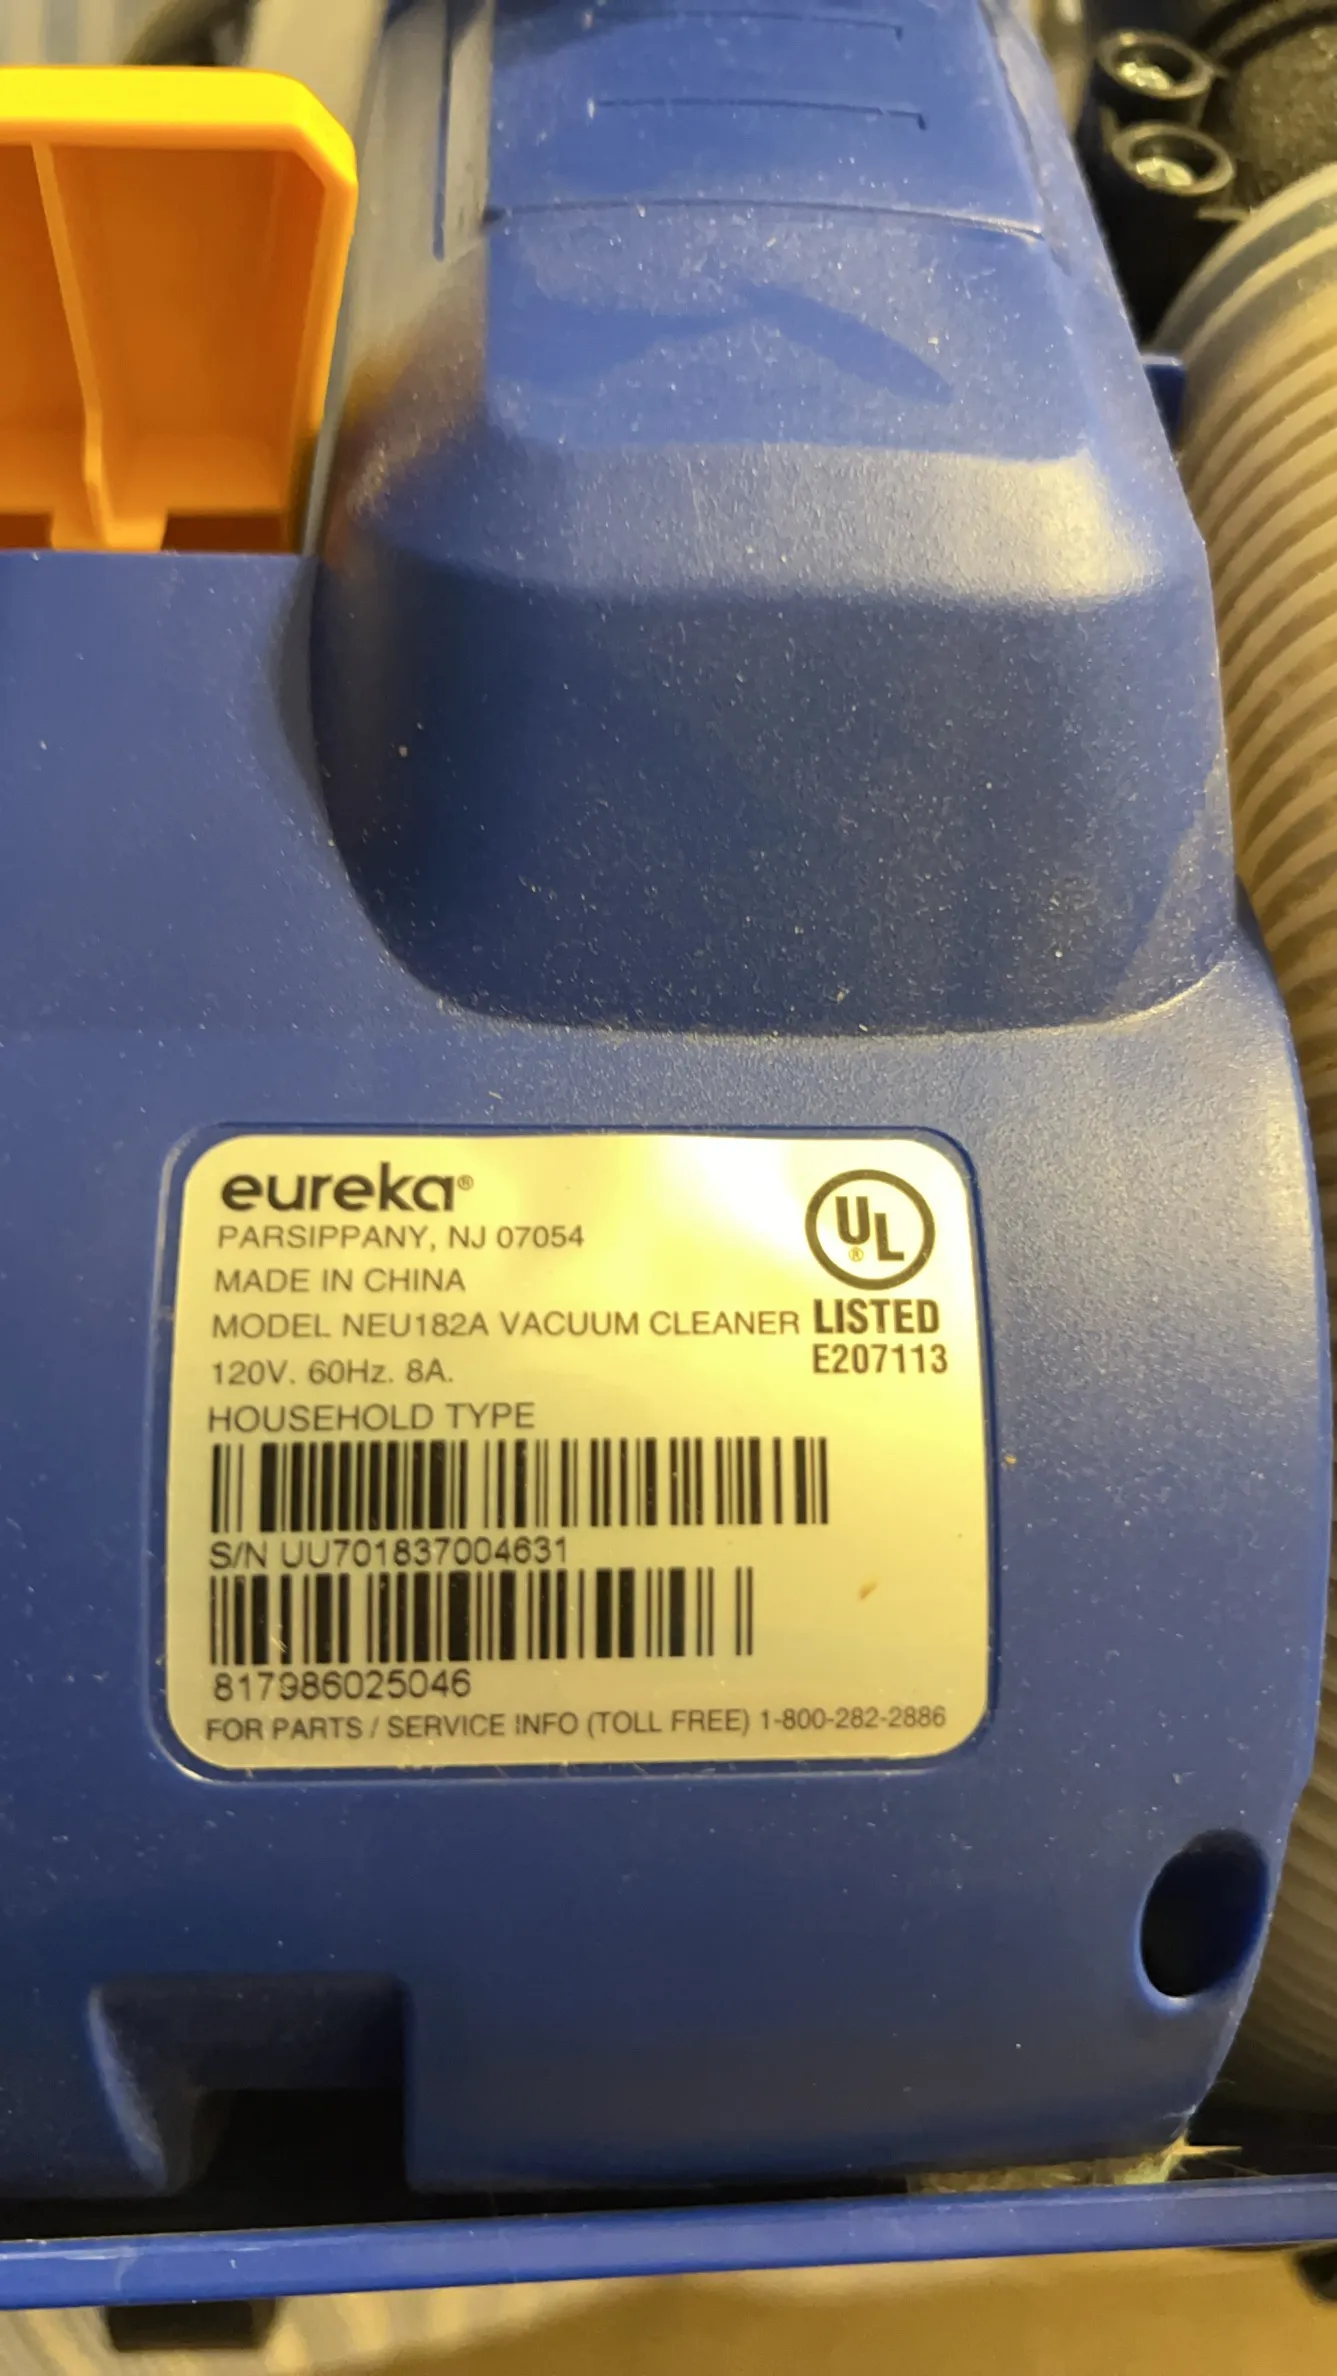 eureka®
PARSIPPANY, NJ 07054
MADE IN CHINA
MODEL NEU182A VACUUM CLEANER
120V. 60Hz. 8A.
HOUSEHOLD TYPE
UL®
LISTED
E207113
S/N UU701837004631
817986025046
FOR PARTS / SERVICE INFO (TOLL FREE) 1-800-282-2886